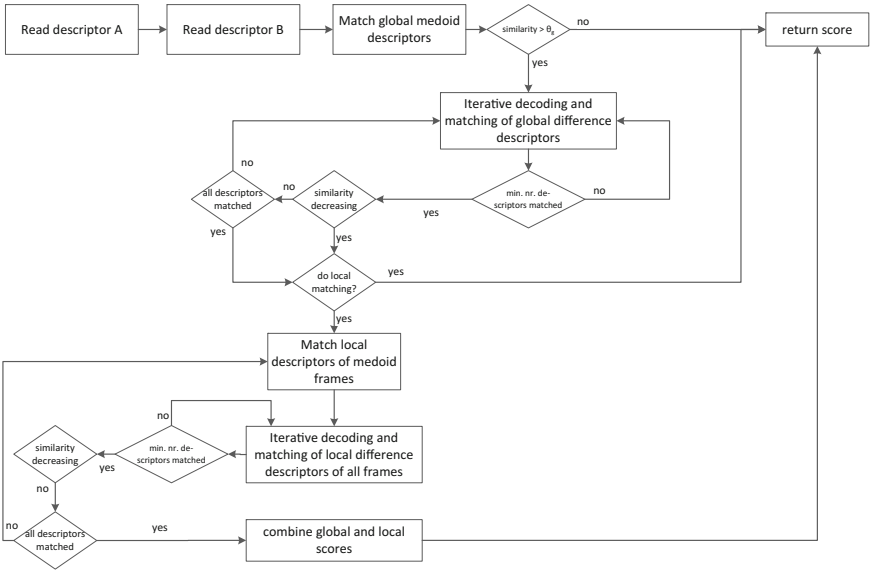 Read descriptor A
Read descriptor B
Match global medoid
descriptors
similarity > θg
no
return score
yes
Iterative decoding and
matching of global difference
descriptors
no
all descriptors
matched
no
similarity
decreasing
yes
min. nr. de-
scriptors matched
no
yes
yes
do local
matching?
yes
yes
Match local
descriptors of medoid
frames
no
similarity
decreasing
yes
min. nr. de-
scriptors matched
Iterative decoding and
matching of local difference
descriptors of all frames
no
no
all descriptors
matched
yes
combine global and local
scores